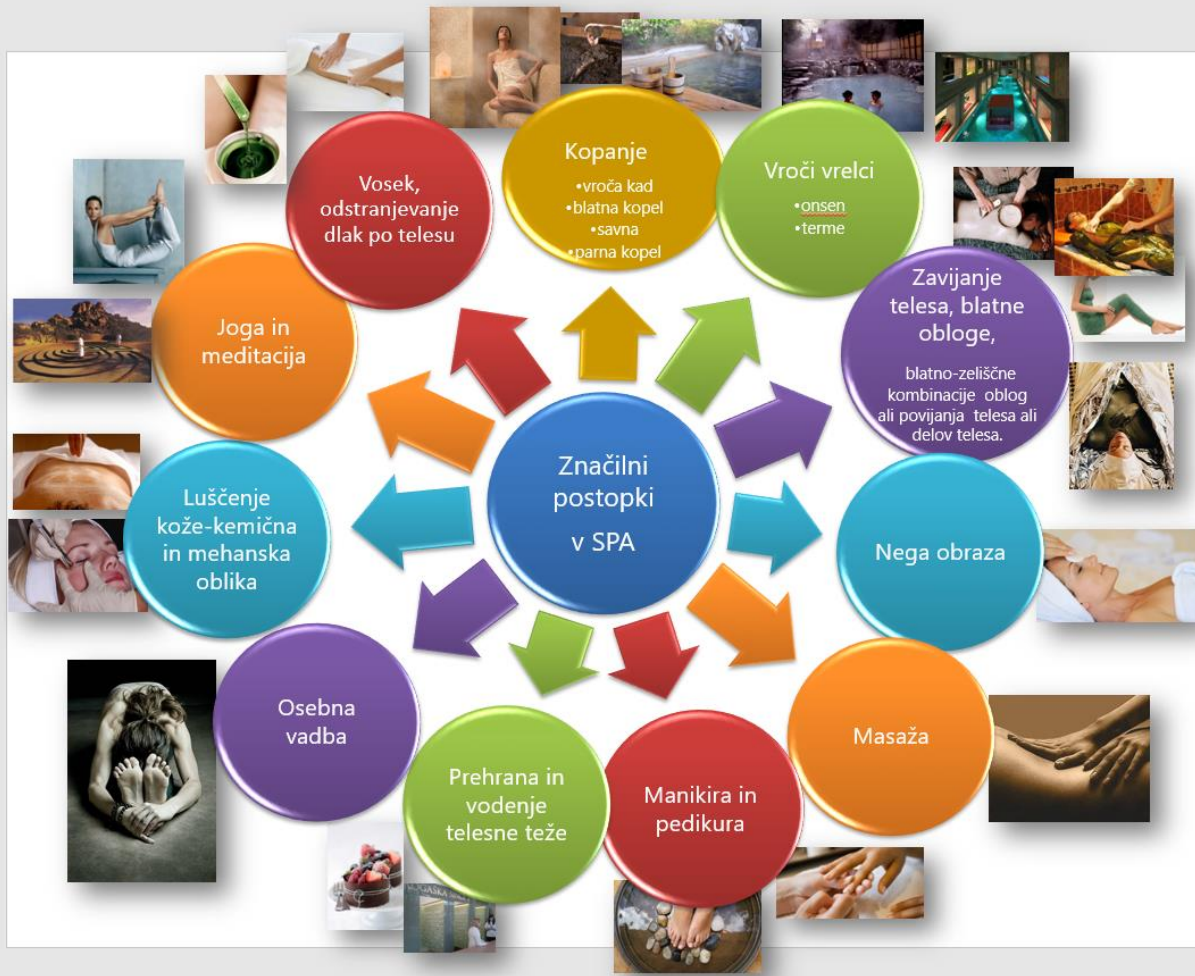 Značilni
postopki
v SPA
Kopanje
•vroča kad
•blatna kopel
•savna
•parna kopel
Vroči vrelci
•onsen
•terme
Zavijanje
telesa, blatne
obloge,
blatno-zeliščne
kombinacije oblog
ali povijanja telesa ali
delov telesa.
Nega obraza
Masaža
Manikira in
pedikura
Prehrana in
vodenje
telesne teže
Osebna
vadba
Luščenje
kože-kemična
in mehanska
oblika
Joga in
meditacija
Vosek,
odstranjevanje
dlak po telesu